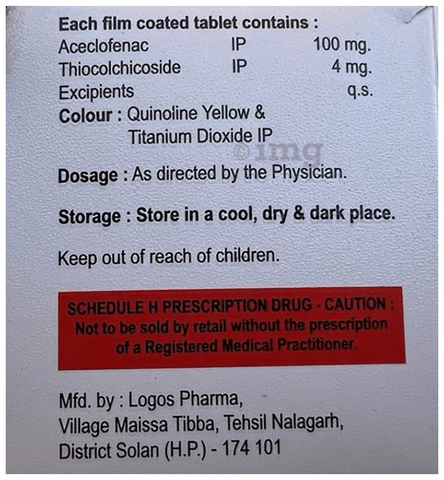 Each film coated tablet contains :
Aceclofenac IP 100 mg.
Thiocolchicoside IP 4 mg.
Excipients q.s.
Colour : Quinoline Yellow &
Titanium Dioxide IP
©img
Dosage : As directed by the Physician.
Storage : Store in a cool, dry & dark place.
Keep out of reach of children.
SCHEDULE H PRESCRIPTION DRUG - CAUTION :
Not to be sold by retail without the prescription
of a Registered Medical Practitioner.
Mfd. by : Logos Pharma,
Village Maissa Tibba, Tehsil Nalagarh,
District Solan (H.P.) - 174 101